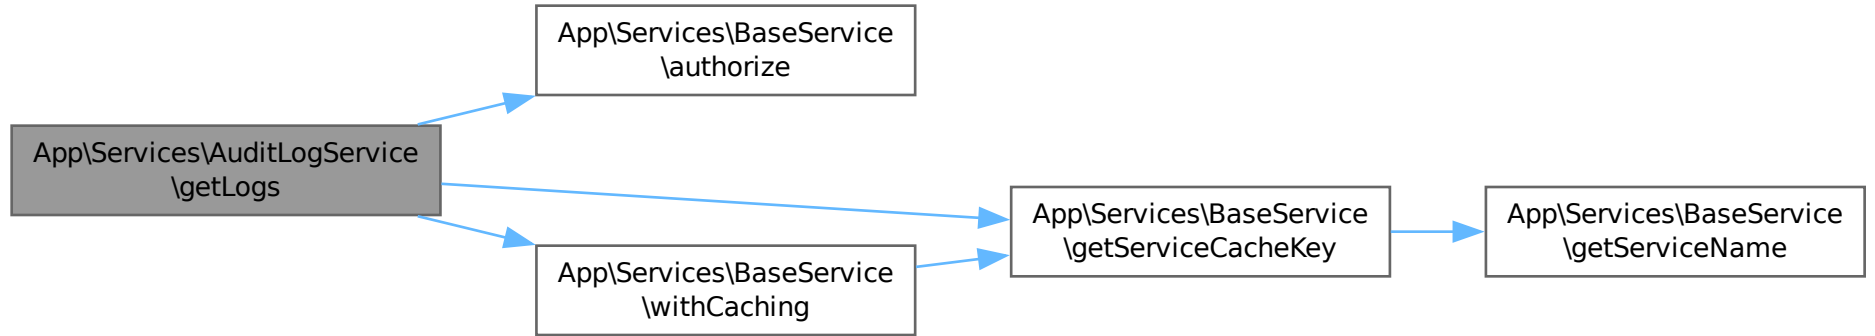 App\Services\BaseService
\authorize
App\Services\AuditLogService
\getLogs
App\Services\BaseService
\getServiceCacheKey
App\Services\BaseService
\getServiceName
App\Services\BaseService
\withCaching